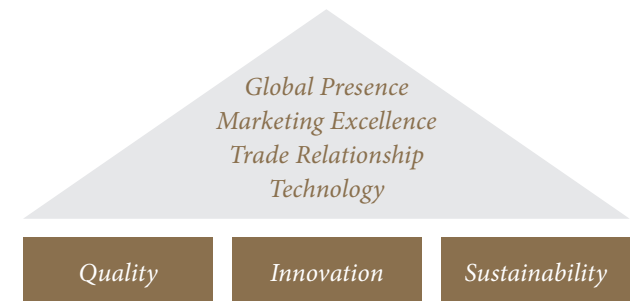 Global Presence
Marketing Excellence
Trade Relationship
Technology
Quality
Innovation
Sustainability